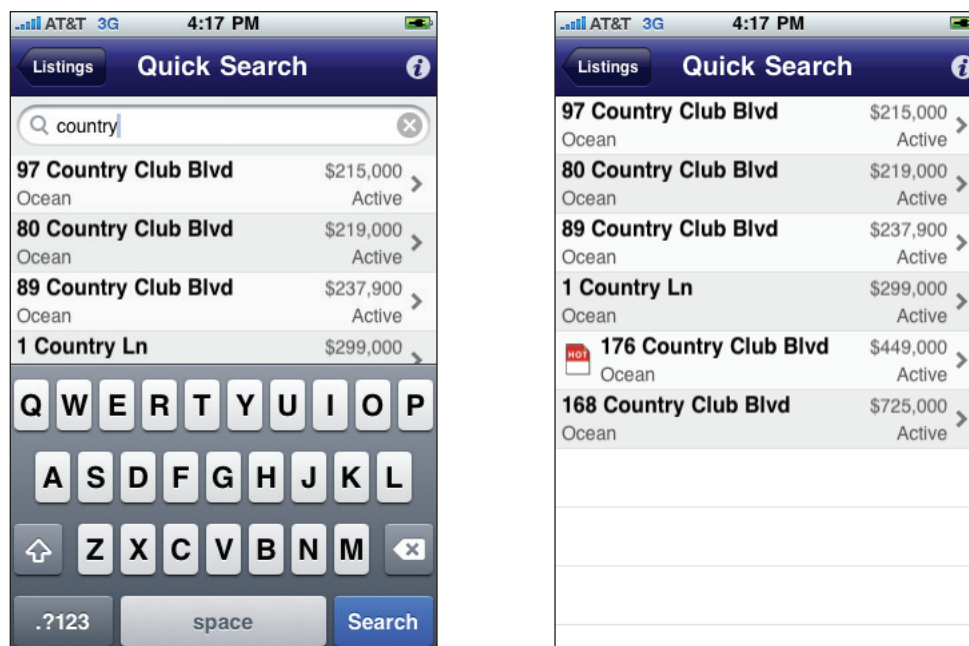 AT&T 3G 4:17 PM
Listings Quick Search i
country
97 Country Club Blvd $215,000
Ocean Active
80 Country Club Blvd $219,000
Ocean Active
89 Country Club Blvd $237,900
Ocean Active
1 Country Ln $299,000
Q W E R T Y U I O P
A S D F G H J K L
Z X C V B N M
.?123 space Search
AT&T 3G 4:17 PM
Listings Quick Search i
97 Country Club Blvd $215,000
Ocean Active
80 Country Club Blvd $219,000
Ocean Active
89 Country Club Blvd $237,900
Ocean Active
1 Country Ln $299,000
Ocean Active
HOT 176 Country Club Blvd $449,000
Ocean Active
168 Country Club Blvd $725,000
Ocean Active